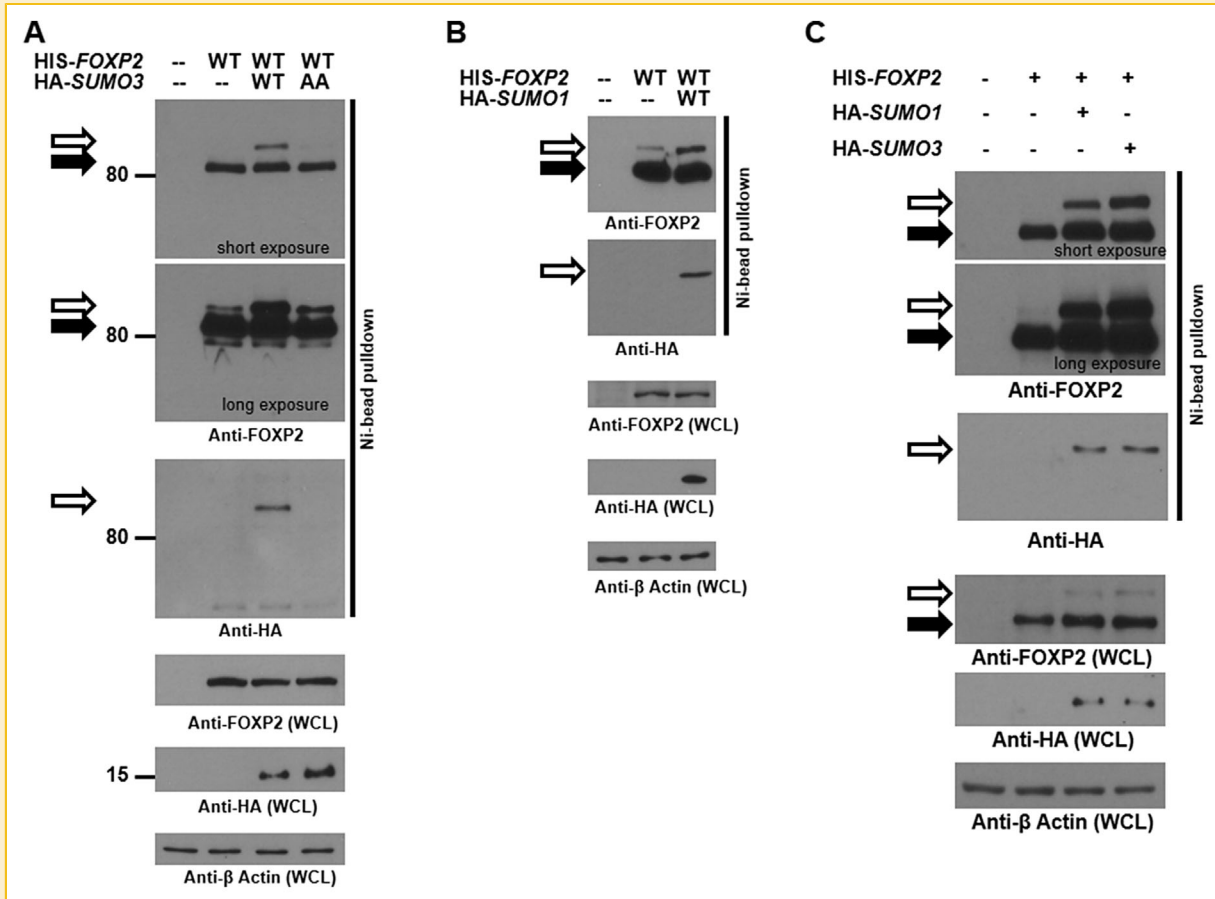 A
HIS-FOXP2 -- WT WT WT
HA-SUMO3 -- -- WT AA
80
short exposure
80
long exposure
Anti-FOXP2
80
Anti-HA
Ni-bead pulldown
Anti-FOXP2 (WCL)
15
Anti-HA (WCL)
Anti-β Actin (WCL)
B
HIS-FOXP2 -- WT WT
HA-SUMO1 -- -- WT
Anti-FOXP2
Anti-HA
Ni-bead pulldown
Anti-FOXP2 (WCL)
Anti-HA (WCL)
Anti-β Actin (WCL)
C
HIS-FOXP2 - + + +
HA-SUMO1 - - + -
HA-SUMO3 - - - +
short exposure
long exposure
Anti-FOXP2
Anti-HA
Ni-bead pulldown
Anti-FOXP2 (WCL)
Anti-HA (WCL)
Anti-β Actin (WCL)